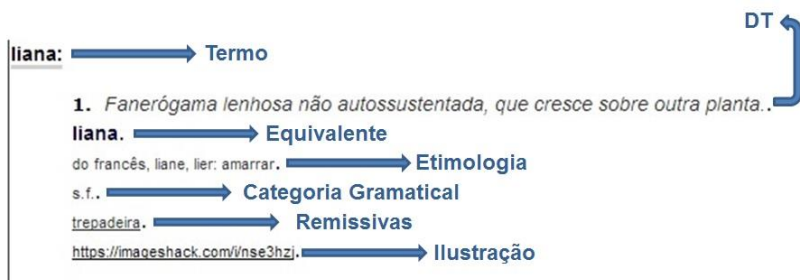 DT
liana: Termo
1. Fanerógama lenhosa não autossustentada, que cresce sobre outra planta..
liana. Equivalente
do francês, liane, lier: amarrar. Etimologia
s.f.. Categoria Gramatical
trepadeira. Remissivas
https://imageshack.com/i/nse3hzj. Ilustração